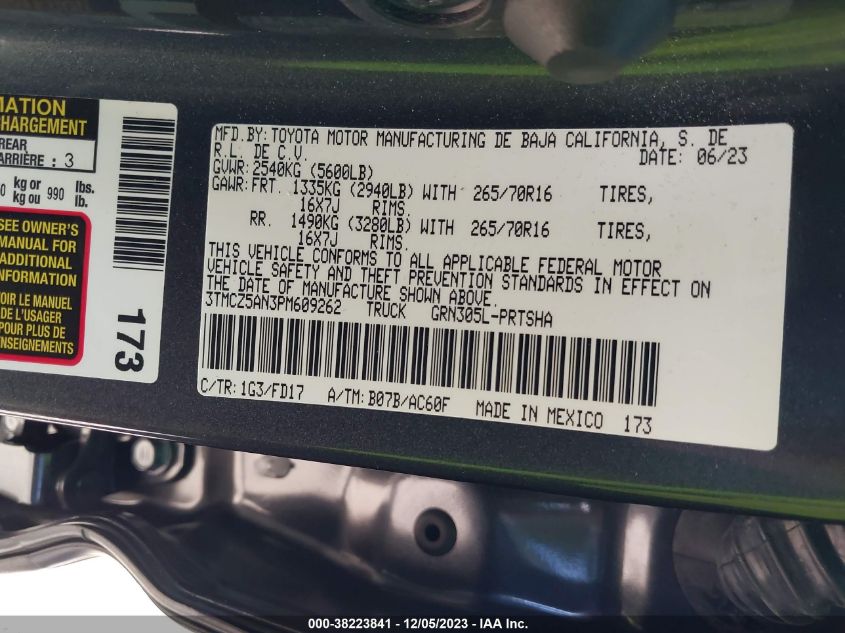 MATION
CHARGEMENT
REAR
ARRIÈRE : 3
0 kg or 990 lbs.
kg ou lb.
SEE OWNER'S
MANUAL FOR
ADDITIONAL
INFORMATION
VOIR LE MANUEL
DE L'USAGER
POUR PLUS DE
RENSEIGNEMENTS
173
MFD. BY: TOYOTA MOTOR MANUFACTURING DE BAJA CALIFORNIA, S. DE
R.L. DE C.V. DATE: 06/23
GVWR: 2540KG (5600LB)
GAWR: FRT. 1335KG (2940LB) WITH 265/70R16 TIRES,
16X7J RIMS.
RR. 1490KG (3280LB) WITH 265/70R16 TIRES,
16X7J RIMS.
THIS VEHICLE CONFORMS TO ALL APPLICABLE FEDERAL MOTOR
VEHICLE SAFETY AND THEFT PREVENTION STANDARDS IN EFFECT ON
THE DATE OF MANUFACTURE SHOWN ABOVE.
3TMCZ5AN3PM609262 TRUCK GRN305L-PRTSHA
C/TR: 1G3/FD17 A/TM: B07B/AC60F MADE IN MEXICO 173
000-38223841 - 12/05/2023 - Copyright © IAA, Inc.